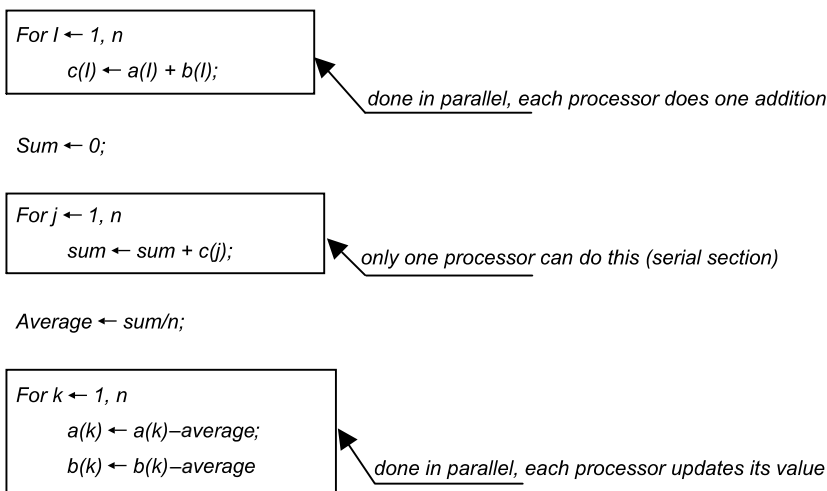 For I ← 1, n
c(I) ← a(I) + b(I);
done in parallel, each processor does one addition
Sum ← 0;
For j ← 1, n
sum ← sum + c(j);
only one processor can do this (serial section)
Average ← sum/n;
For k ← 1, n
a(k) ← a(k)–average;
b(k) ← b(k)–average
done in parallel, each processor updates its value